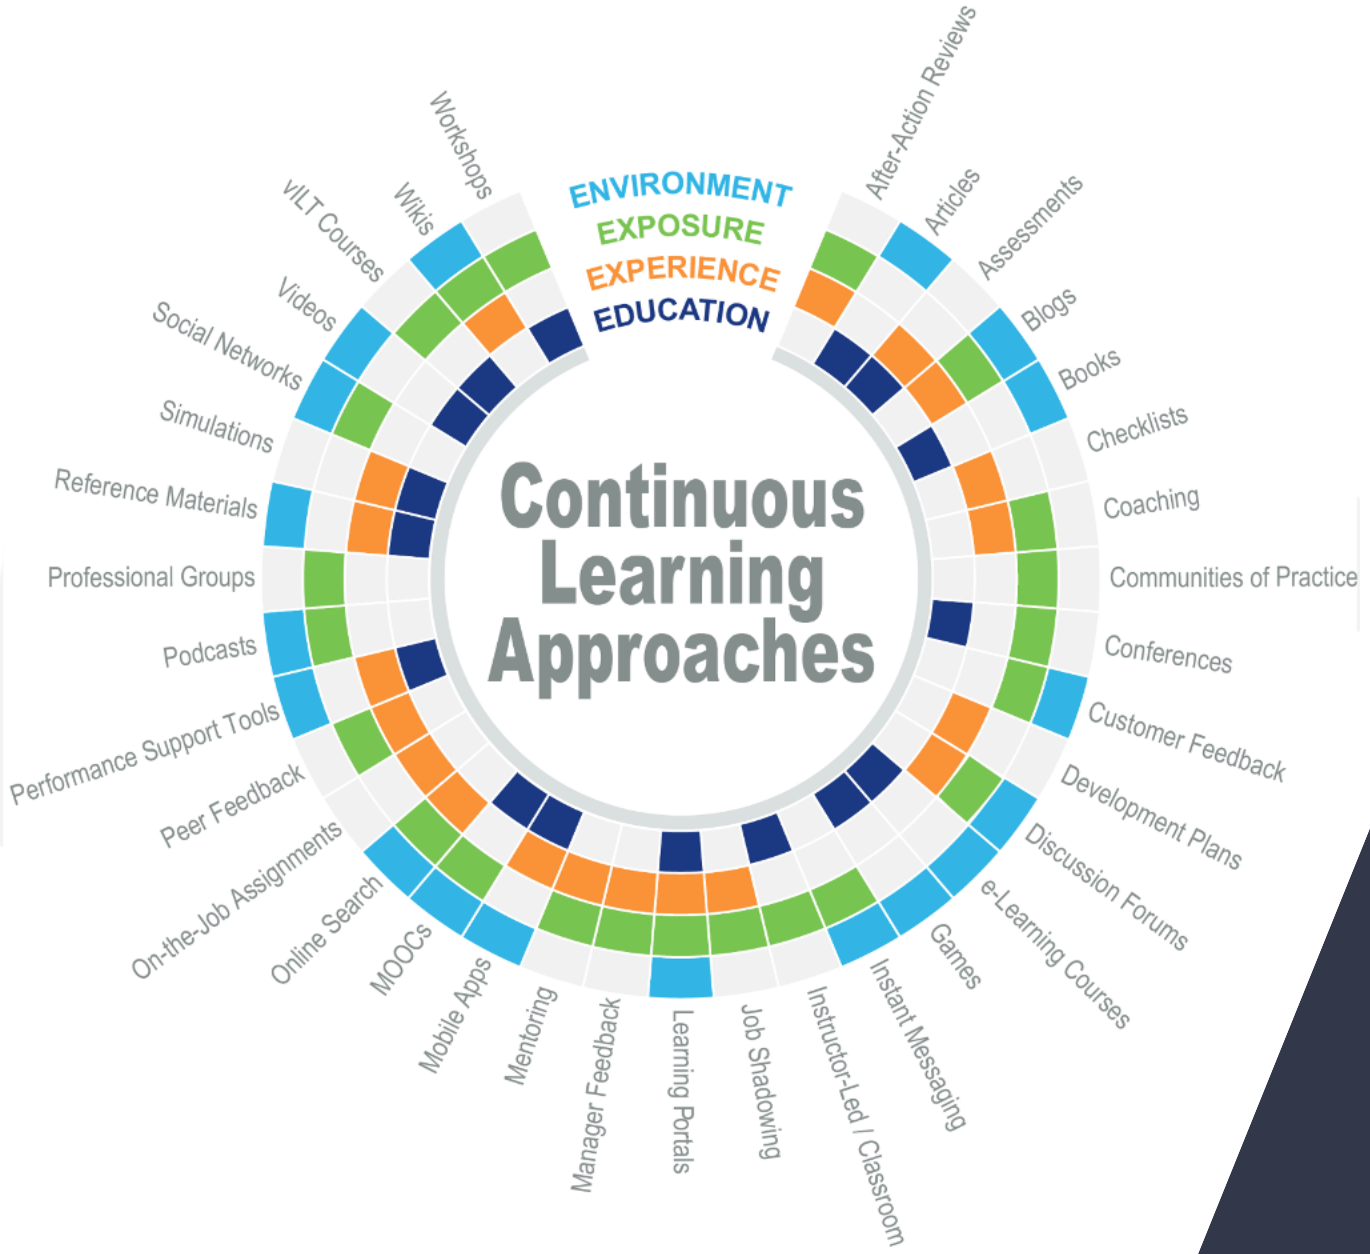 ENVIRONMENT
EXPOSURE
EXPERIENCE
EDUCATION
Continuous
Learning
Approaches
After-Action Reviews
Articles
Assessments
Blogs
Books
Checklists
Coaching
Communities of Practice
Conferences
Customer Feedback
Development Plans
Discussion Forums
e-Learning Courses
Games
Instant Messaging
Instructor-Led / Classroom
Job Shadowing
Learning Portals
Manager Feedback
Mentoring
Mobile Apps
MOOCs
Online Search
On-the-Job Assignments
Peer Feedback
Performance Support Tools
Podcasts
Professional Groups
Reference Materials
Simulations
Social Networks
Videos
vILT Courses
Wikis
Workshops